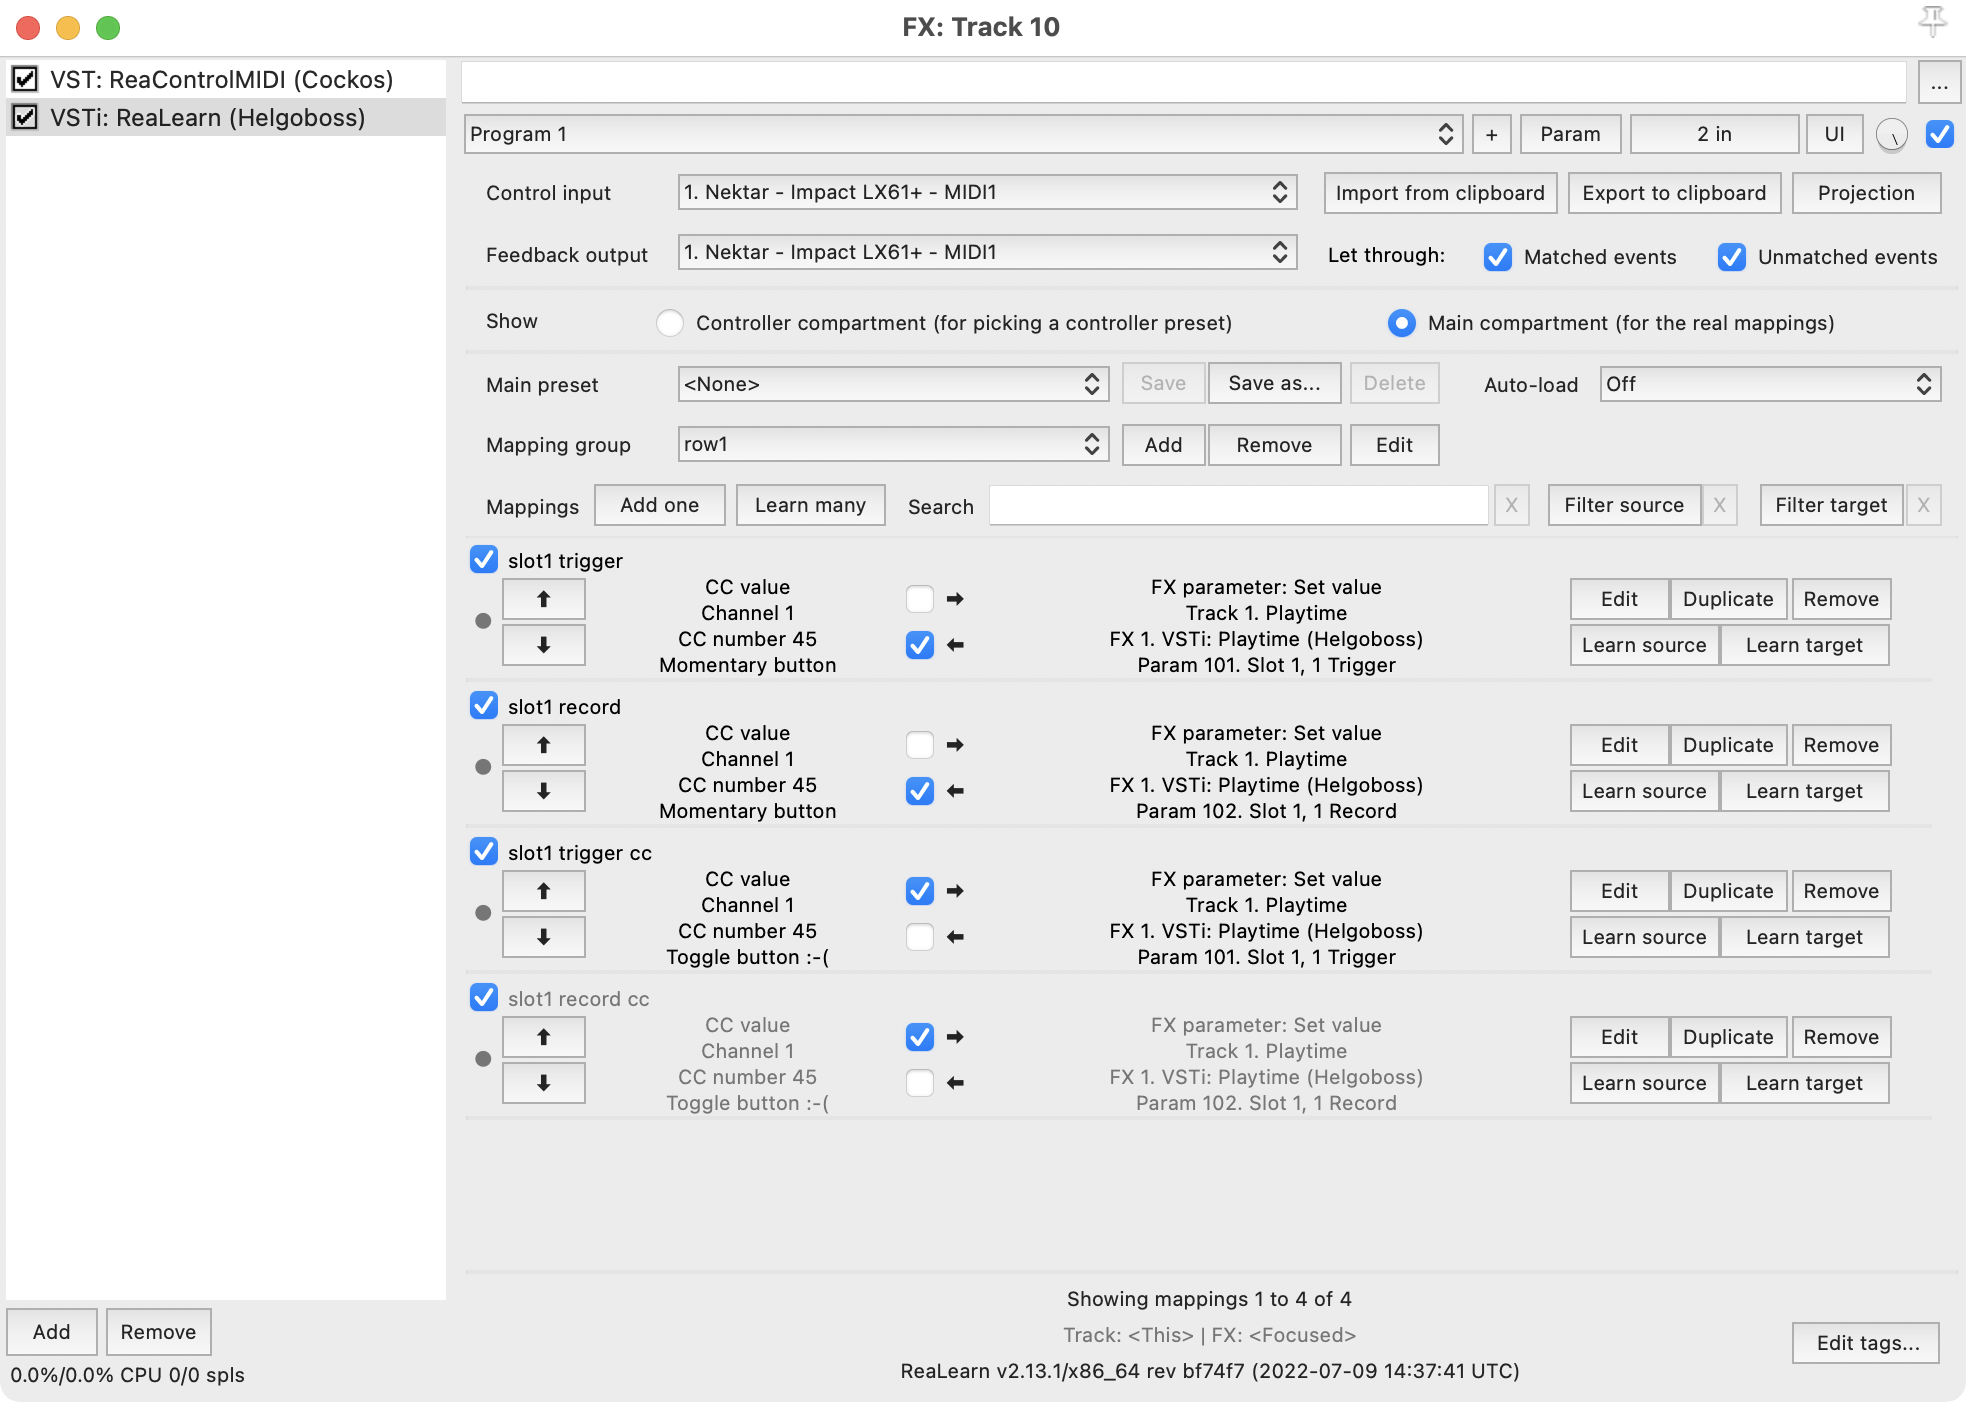 FX: Track 10
VST: ReaControlMIDI (Cockos)
VSTi: ReaLearn (Helgoboss)
...
Program 1
+
Param
2 in
UI
Control input
1. Nektar - Impact LX61+ - MIDI1
Import from clipboard
Export to clipboard
Projection
Feedback output
1. Nektar - Impact LX61+ - MIDI1
Let through:
Matched events
Unmatched events
Show
Controller compartment (for picking a controller preset)
Main compartment (for the real mappings)
Main preset
<None>
Save
Save as...
Delete
Auto-load
Off
Mapping group
row1
Add
Remove
Edit
Mappings
Add one
Learn many
Search
X
Filter source
X
Filter target
X
slot1 trigger
CC value
Channel 1
CC number 45
Momentary button
FX parameter: Set value
Track 1. Playtime
FX 1. VSTi: Playtime (Helgoboss)
Param 101. Slot 1, 1 Trigger
Edit
Duplicate
Remove
Learn source
Learn target
slot1 record
CC value
Channel 1
CC number 45
Momentary button
FX parameter: Set value
Track 1. Playtime
FX 1. VSTi: Playtime (Helgoboss)
Param 102. Slot 1, 1 Record
Edit
Duplicate
Remove
Learn source
Learn target
slot1 trigger cc
CC value
Channel 1
CC number 45
Toggle button :-(
FX parameter: Set value
Track 1. Playtime
FX 1. VSTi: Playtime (Helgoboss)
Param 101. Slot 1, 1 Trigger
Edit
Duplicate
Remove
Learn source
Learn target
slot1 record cc
CC value
Channel 1
CC number 45
Toggle button :-(
FX parameter: Set value
Track 1. Playtime
FX 1. VSTi: Playtime (Helgoboss)
Param 102. Slot 1, 1 Record
Edit
Duplicate
Remove
Learn source
Learn target
Showing mappings 1 to 4 of 4
Track: <This> | FX: <Focused>
ReaLearn v2.13.1/x86_64 rev bf74f7 (2022-07-09 14:37:41 UTC)
Edit tags...
Add
Remove
0.0%/0.0% CPU 0/0 spls